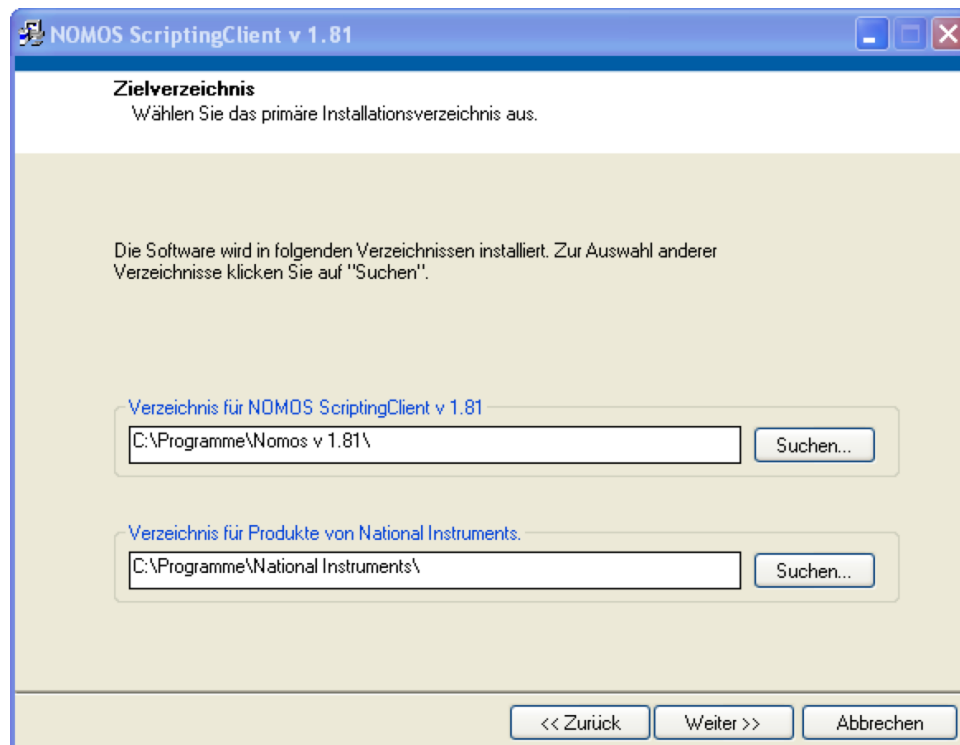 NOMOS ScriptingClient v 1.81
Zielverzeichnis
Wählen Sie das primäre Installationsverzeichnis aus.
Die Software wird in folgenden Verzeichnissen installiert. Zur Auswahl anderer
Verzeichnisse klicken Sie auf "Suchen".
Verzeichnis für NOMOS ScriptingClient v 1.81
C:\Programme\Nomos v 1.81\
Suchen...
Verzeichnis für Produkte von National Instruments.
C:\Programme\National Instruments\
Suchen...
<< Zurück
Weiter >>
Abbrechen